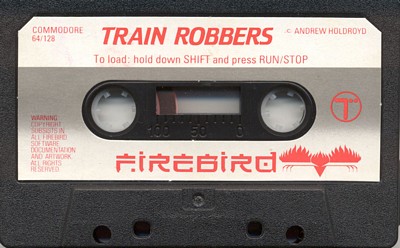 COMMODORE
64/128
TRAIN ROBBERS
© ANDREW HOLDROYD
To load: hold down SHIFT and press RUN/STOP
100 50 0
T
WARNING
COPYRIGHT
SUBSISTS IN
ALL FIREBIRD
SOFTWARE
DOCUMENTATION
AND ARTWORK.
ALL RIGHTS
RESERVED
FIREBIRD